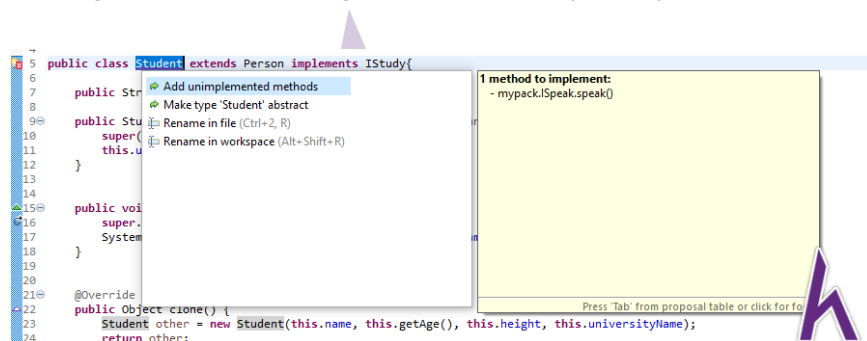 4
5 public class Student extends Person implements IStudy{
6
7 public Str
8
9 public Stu
10 super(
11 this.u
12 }
13
14
15 public voi
16 super.
17 System
18 }
19
20
21 @Override
22 public Object clone() {
23 Student other = new Student(this.name, this.getAge(), this.height, this.universityName);
24 return other;
Add unimplemented methods
Make type 'Student' abstract
Rename in file (Ctrl+2, R)
Rename in workspace (Alt+Shift+R)
1 method to implement:
- mypack.ISpeak.speak()
Press 'Tab' from proposal table or click for fo